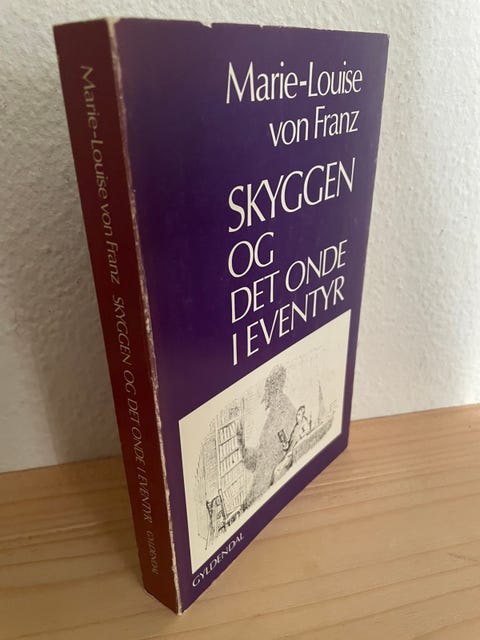 Marie-Louise von Franz SKYGGEN OG DET ONDE I EVENTYR GYLDENDAL
Marie-Louise
von Franz
SKYGGEN
OG
DET ONDE
I EVENTYR
GYLDENDAL